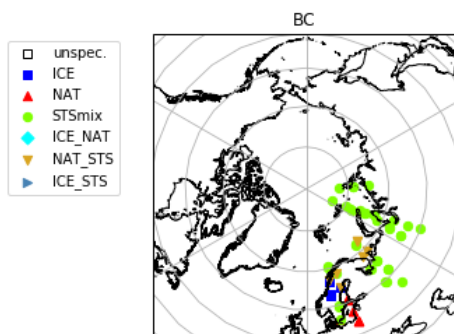 BC
unspec.
ICE
NAT
STSmix
ICE_NAT
NAT_STS
ICE_STS